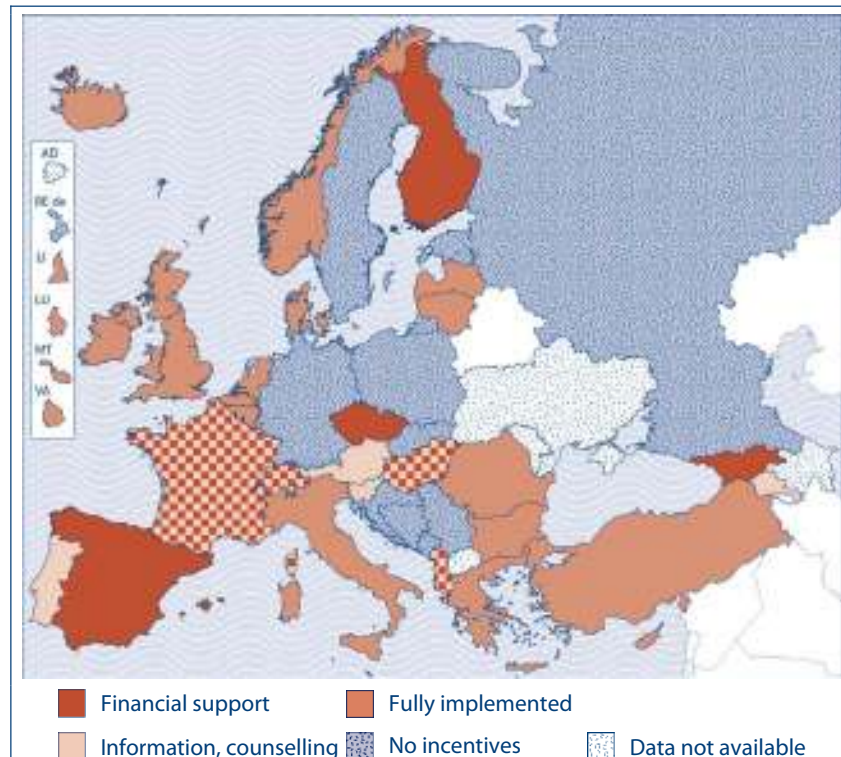 AD
BE de
LI
LU
MT
VA
Financial support
Fully implemented
Information, counselling
No incentives
Data not available